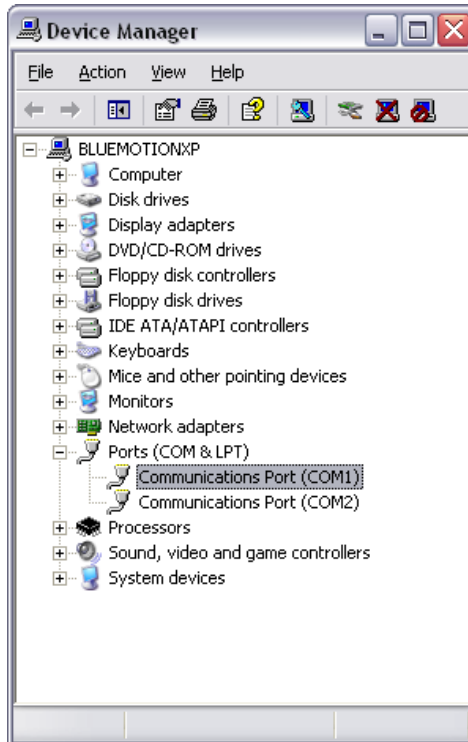 Device Manager
File Action View Help
BLUEMOTIONXP
Computer
Disk drives
Display adapters
DVD/CD-ROM drives
Floppy disk controllers
Floppy disk drives
IDE ATA/ATAPI controllers
Keyboards
Mice and other pointing devices
Monitors
Network adapters
Ports (COM & LPT)
Communications Port (COM1)
Communications Port (COM2)
Processors
Sound, video and game controllers
System devices